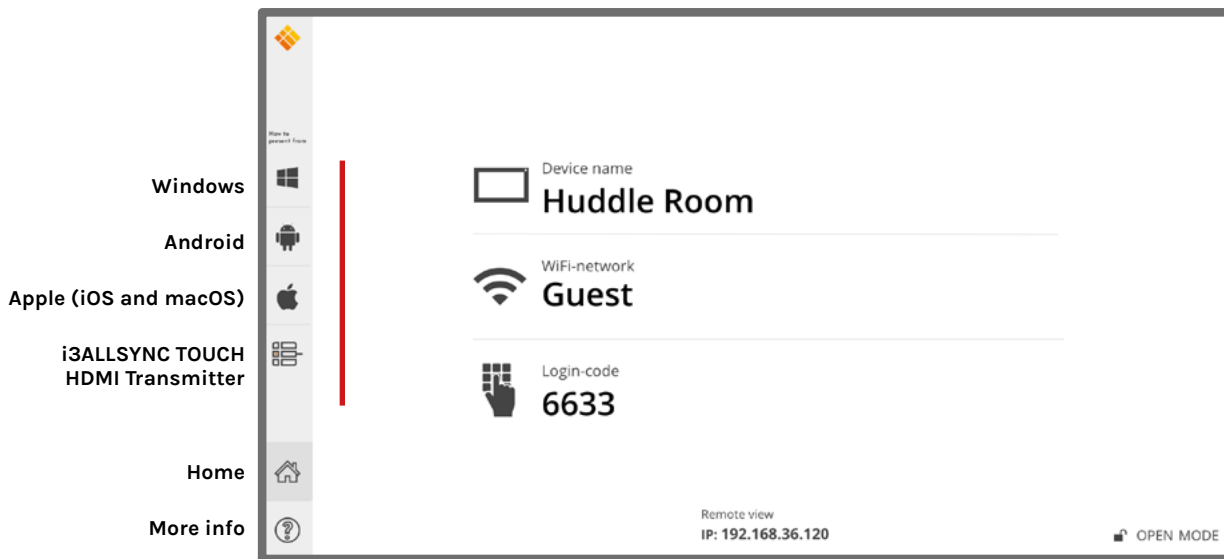 How to
present from
Windows
Android
Apple (iOS and macOS)
i3ALLSYNC TOUCH
HDMI Transmitter
Home
More info
Device name
Huddle Room
WiFi-network
Guest
Login-code
6633
Remote view
IP: 192.168.36.120
OPEN MODE